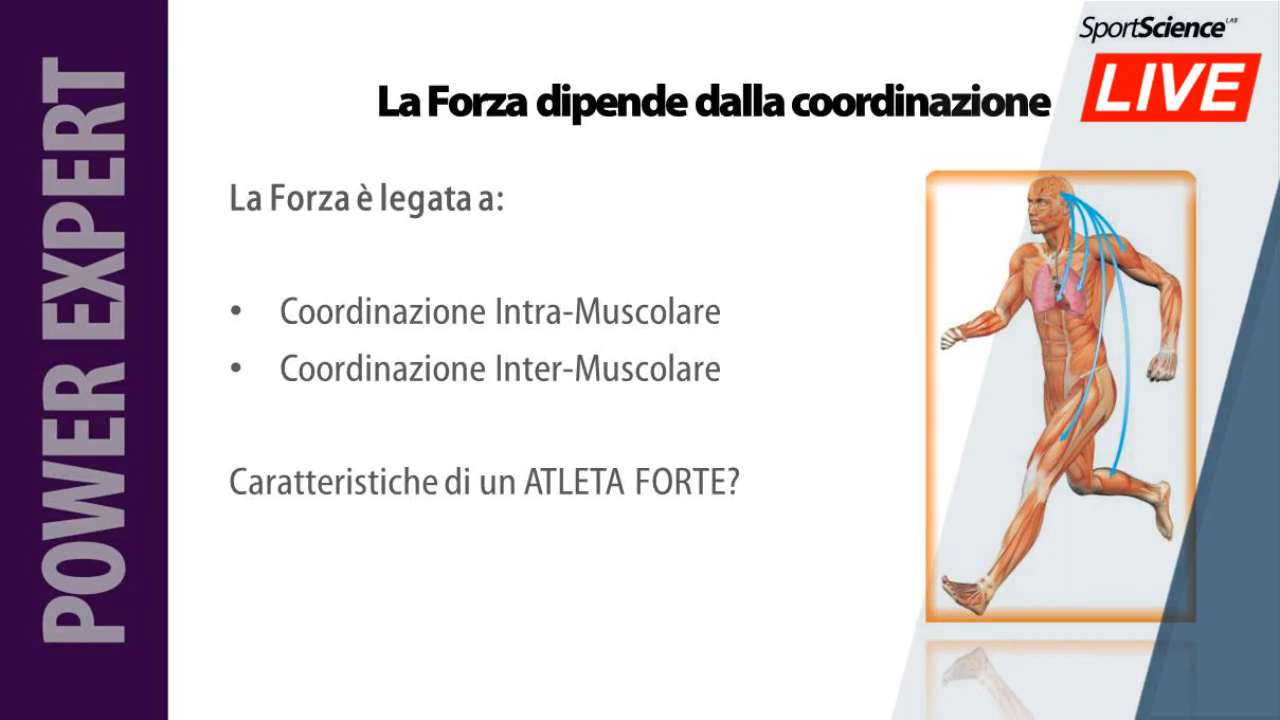 POWER EXPERT
SportScience LAB
LIVE
La Forza dipende dalla coordinazione
La Forza è legata a:
• Coordinazione Intra-Muscolare
• Coordinazione Inter-Muscolare
Caratteristiche di un ATLETA FORTE?